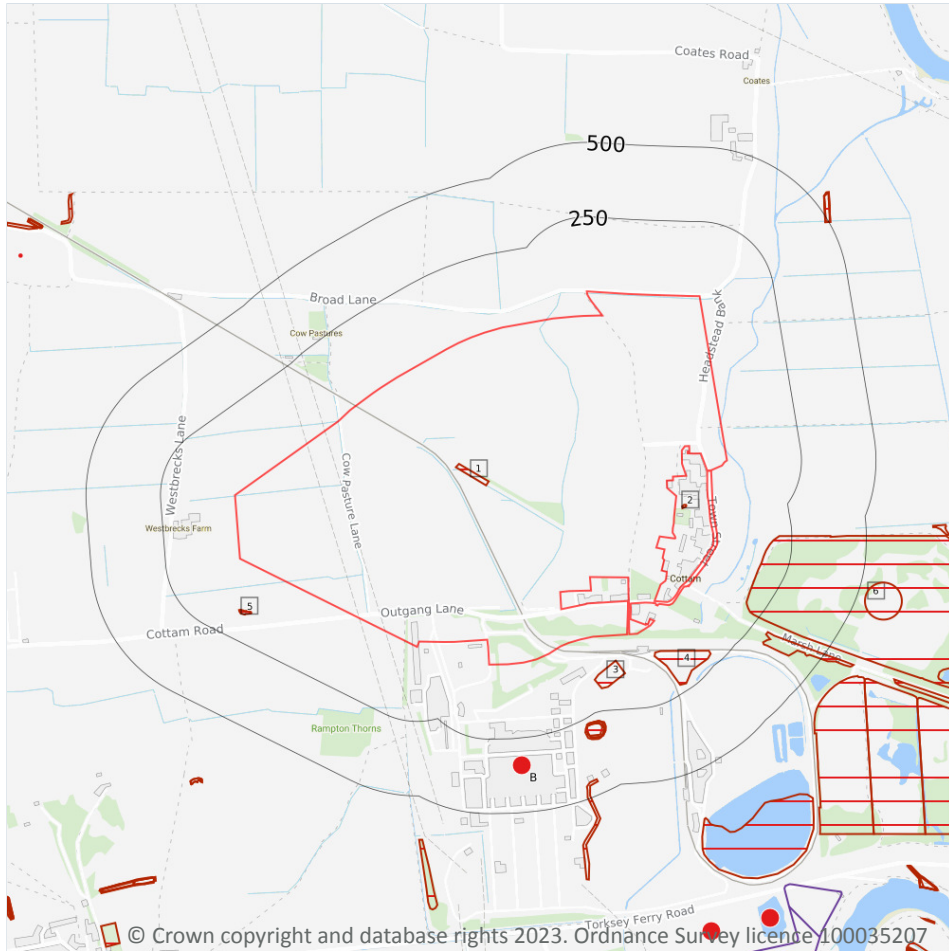 Coates Road
Coates
500
250
Broad Lane
Headstead Bank
Cow Pastures
Westbrecks Lane
Cow Pasture Lane
1
2
Town Street
Westbrecks Farm
Cottam
6
5
Outgang Lane
Cottam Road
Marsh Lane
4
3
Rampton Thorns
B
Torksey Ferry Road
© Crown copyright and database rights 2023. Ordnance Survey licence 100035207